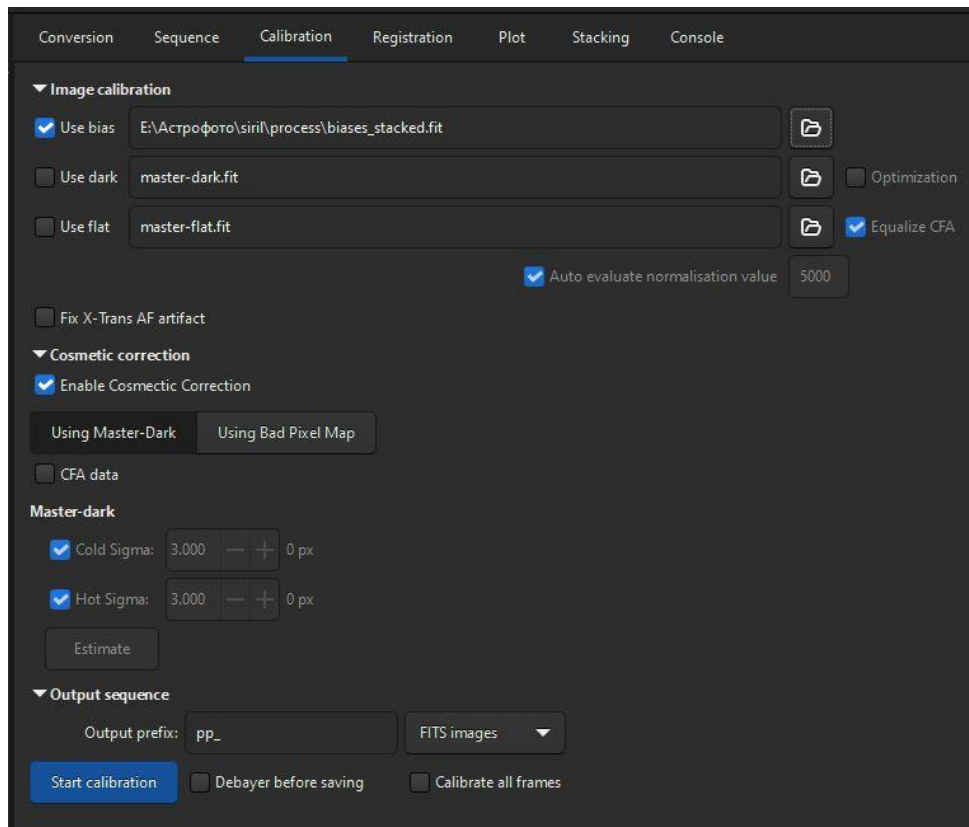 Conversion Sequence Calibration Registration Plot Stacking Console
Image calibration
Use bias E:\Астрофото\siril\process\biases_stacked.fit
Use dark master-dark.fit Optimization
Use flat master-flat.fit Equalize CFA
Auto evaluate normalisation value 5000
Fix X-Trans AF artifact
Cosmetic correction
Enable Cosmectic Correction
Using Master-Dark Using Bad Pixel Map
CFA data
Master-dark
Cold Sigma: 3.000 0 px
Hot Sigma: 3.000 0 px
Estimate
Output sequence
Output prefix: pp_ FITS images
Start calibration Debayer before saving Calibrate all frames